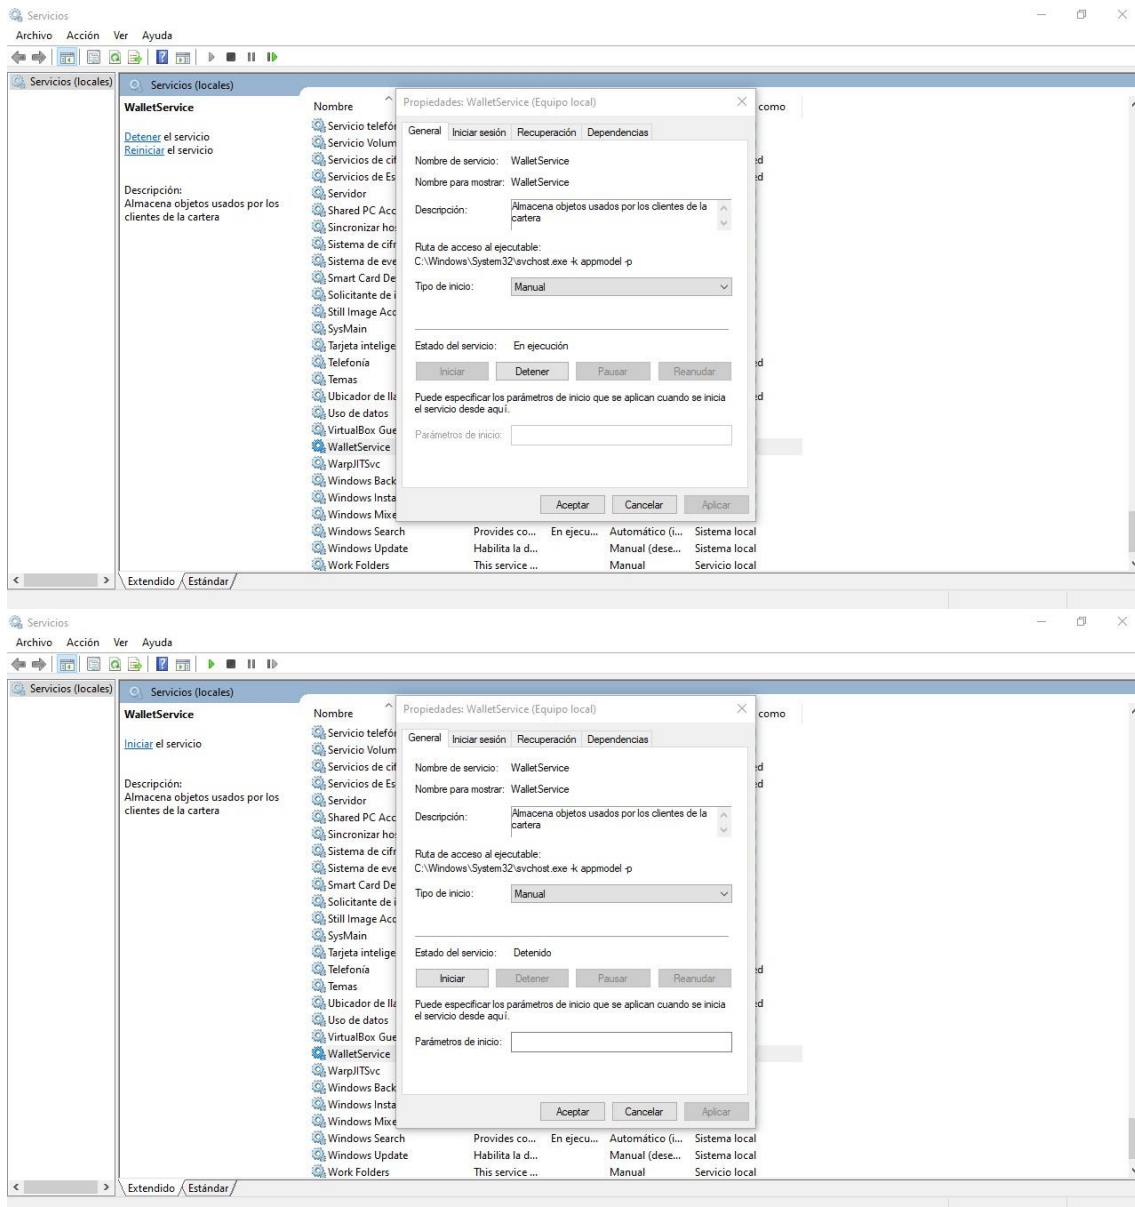 Servicios
Archivo Acción Ver Ayuda
Servicios (locales)
Servicios (locales)
WalletService
Detener el servicio
Reiniciar el servicio
Descripción:
Almacena objetos usados por los
clientes de la cartera
Nombre
como
Servicio telefó
Servicio Volum
Servicios de cif
ed
Servicios de Es
ed
Servidor
Shared PC Acc
Sincronizar ho
Sistema de cifr
Sistema de eve
Smart Card De
Solicitante de i
Still Image Acc
SysMain
Tarjeta intelige
Telefonía
ed
Temas
Ubicador de lla
ed
Uso de datos
VirtualBox Gue
WalletService
WarpJITSvc
Windows Back
Windows Insta
Windows Mixe
Windows Search Provides co... En ejecu... Automático (i... Sistema local
Windows Update Habilita la d... Manual (dese... Sistema local
Work Folders This service ... Manual Servicio local
Propiedades: WalletService (Equipo local)
General Iniciar sesión Recuperación Dependencias
Nombre de servicio: WalletService
Nombre para mostrar: WalletService
Descripción: Almacena objetos usados por los clientes de la
cartera
Ruta de acceso al ejecutable:
C:\Windows\System32\svchost.exe -k appmodel -p
Tipo de inicio: Manual
Estado del servicio: En ejecución
Iniciar Detener Pausar Reanudar
Puede especificar los parámetros de inicio que se aplican cuando se inicia
el servicio desde aquí.
Parámetros de inicio:
Aceptar Cancelar Aplicar
Extendido Estándar
Servicios
Archivo Acción Ver Ayuda
Servicios (locales)
Servicios (locales)
WalletService
Iniciar el servicio
Descripción:
Almacena objetos usados por los
clientes de la cartera
Nombre
como
Servicio telefó
Servicio Volum
Servicios de cif
ed
Servicios de Es
ed
Servidor
Shared PC Acc
Sincronizar ho
Sistema de cifr
Sistema de eve
Smart Card De
Solicitante de i
Still Image Acc
SysMain
Tarjeta intelige
Telefonía
ed
Temas
Ubicador de lla
ed
Uso de datos
VirtualBox Gue
WalletService
WarpJITSvc
Windows Back
Windows Insta
Windows Mixe
Windows Search Provides co... En ejecu... Automático (i... Sistema local
Windows Update Habilita la d... Manual (dese... Sistema local
Work Folders This service ... Manual Servicio local
Propiedades: WalletService (Equipo local)
General Iniciar sesión Recuperación Dependencias
Nombre de servicio: WalletService
Nombre para mostrar: WalletService
Descripción: Almacena objetos usados por los clientes de la
cartera
Ruta de acceso al ejecutable:
C:\Windows\System32\svchost.exe -k appmodel -p
Tipo de inicio: Manual
Estado del servicio: Detenido
Iniciar Detener Pausar Reanudar
Puede especificar los parámetros de inicio que se aplican cuando se inicia
el servicio desde aquí.
Parámetros de inicio:
Aceptar Cancelar Aplicar
Extendido Estándar